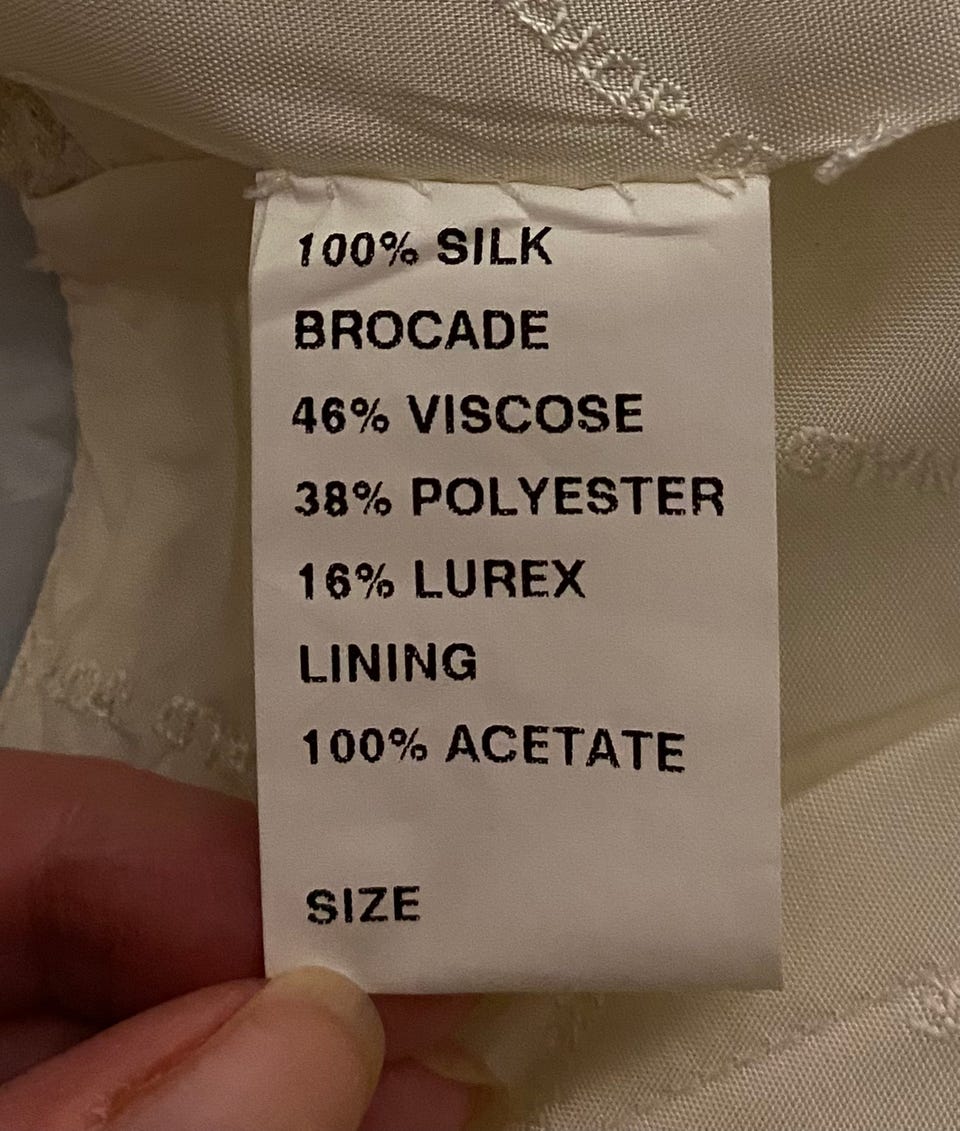 100% SILK
BROCADE
46% VISCOSE
38% POLYESTER
16% LUREX
LINING
100% ACETATE
SIZE